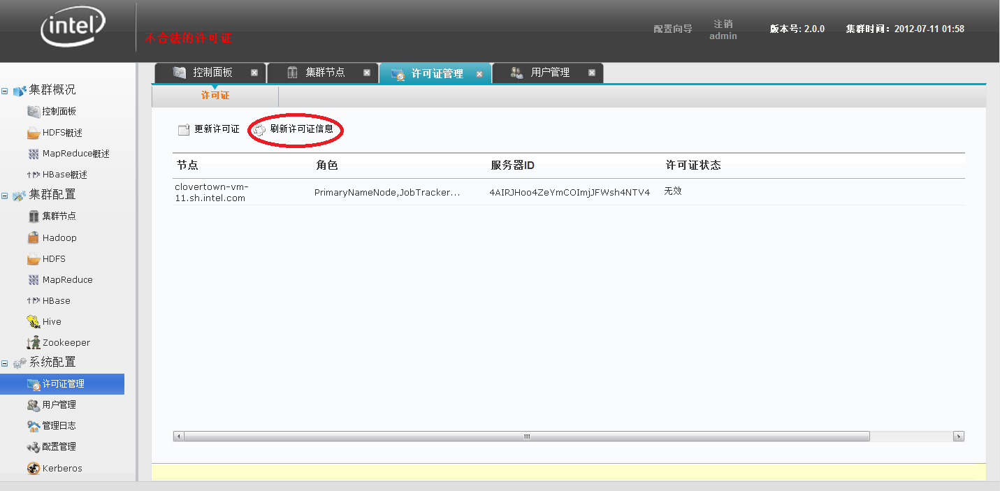 intel
不合法的许可证
配置向导
注销
admin
版本号: 2.0.0
集群时间：2012-07-11 01:58
控制面板
集群节点
许可证管理
用户管理
许可证
更新许可证
刷新许可证信息
节点
角色
服务器ID
许可证状态
clovertown-vm-
11.sh.intel.com
PrimaryNameNode,JobTracker...
4AIRJHoo4ZeYmCOImjJFWsh4NTV4
无效
集群概况
控制面板
HDFS概述
MapReduce概述
HBase概述
集群配置
集群节点
Hadoop
HDFS
MapReduce
HBase
Hive
Zookeeper
系统配置
许可证管理
用户管理
管理日志
配置管理
Kerberos